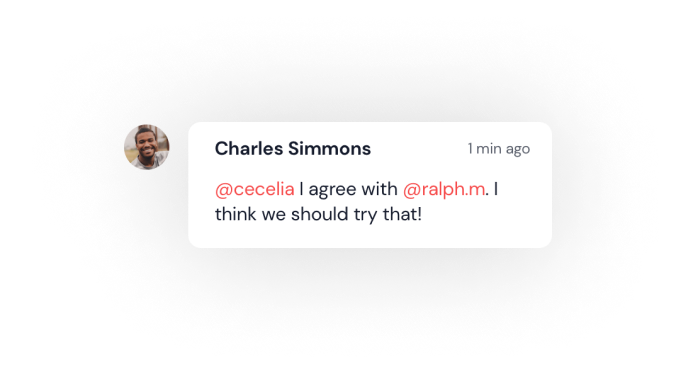 Charles Simmons 1 min ago
@cecelia I agree with @ralph.m. I
think we should try that!